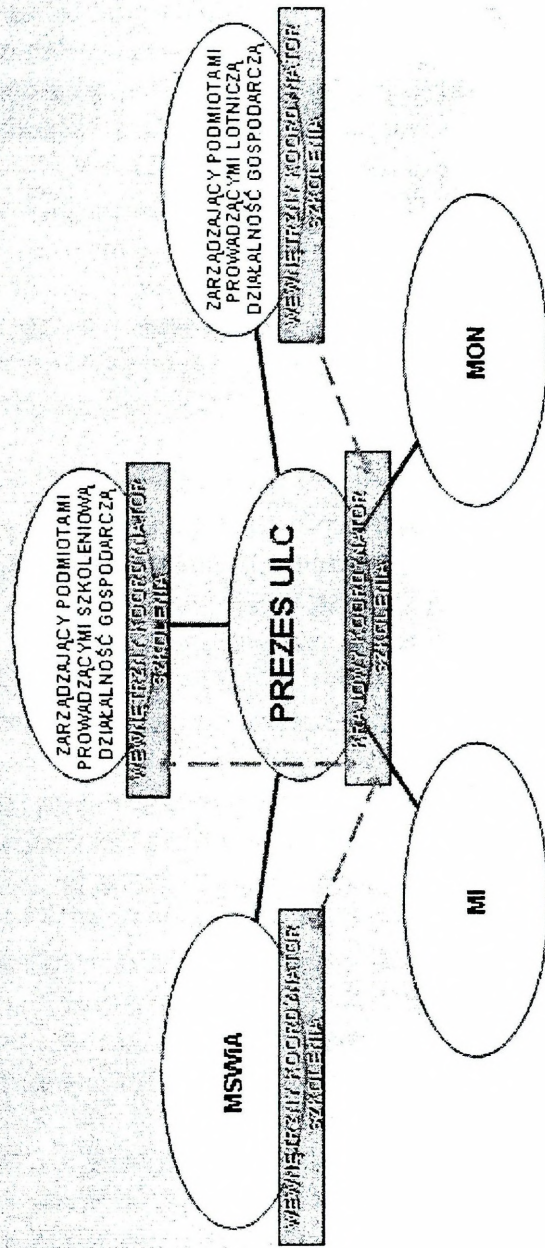 ZARZĄDZAJĄCY PODMIOTAMI
PROWADZĄCYMI SZKOLENIOWĄ
DZIAŁALNOŚĆ GOSPODARCZĄ
WEWNĘTRZNY KOORDYNATOR
SZKOLENIA
MSWIA
WEWNĘTRZNY KOORDYNATOR
SZKOLENIA
PREZES ULC
KRAJOWY KOORDYNATOR
SZKOLENIA
ZARZĄDZAJĄCY PODMIOTAMI
PROWADZĄCYMI LOTNICZĄ
DZIAŁALNOŚĆ GOSPODARCZĄ
WEWNĘTRZNY KOORDYNATOR
SZKOLENIA
MI
MON